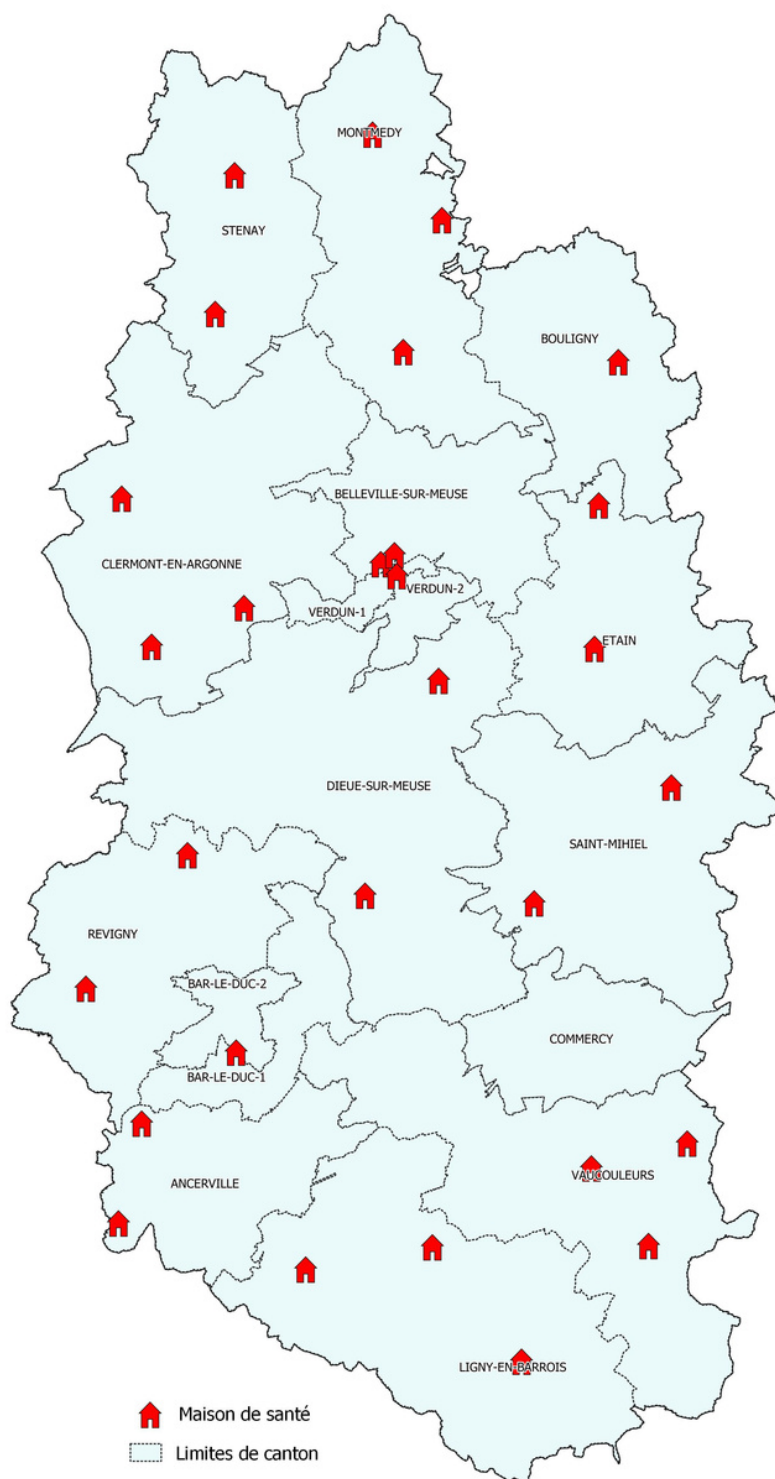 MONTMEDY
STENAY
BOULIGNY
BELLEVILLE-SUR-MEUSE
CLERMONT-EN-ARGONNE
VERDUN-2
VERDUN-1
ETAIN
DIEUE-SUR-MEUSE
SAINT-MIHIEL
REVIGNY
BAR-LE-DUC-2
COMMERCY
BAR-LE-DUC-1
VAUCOULEURS
ANCERVILLE
LIGNY-EN-BARROIS
Maison de santé
Limites de canton